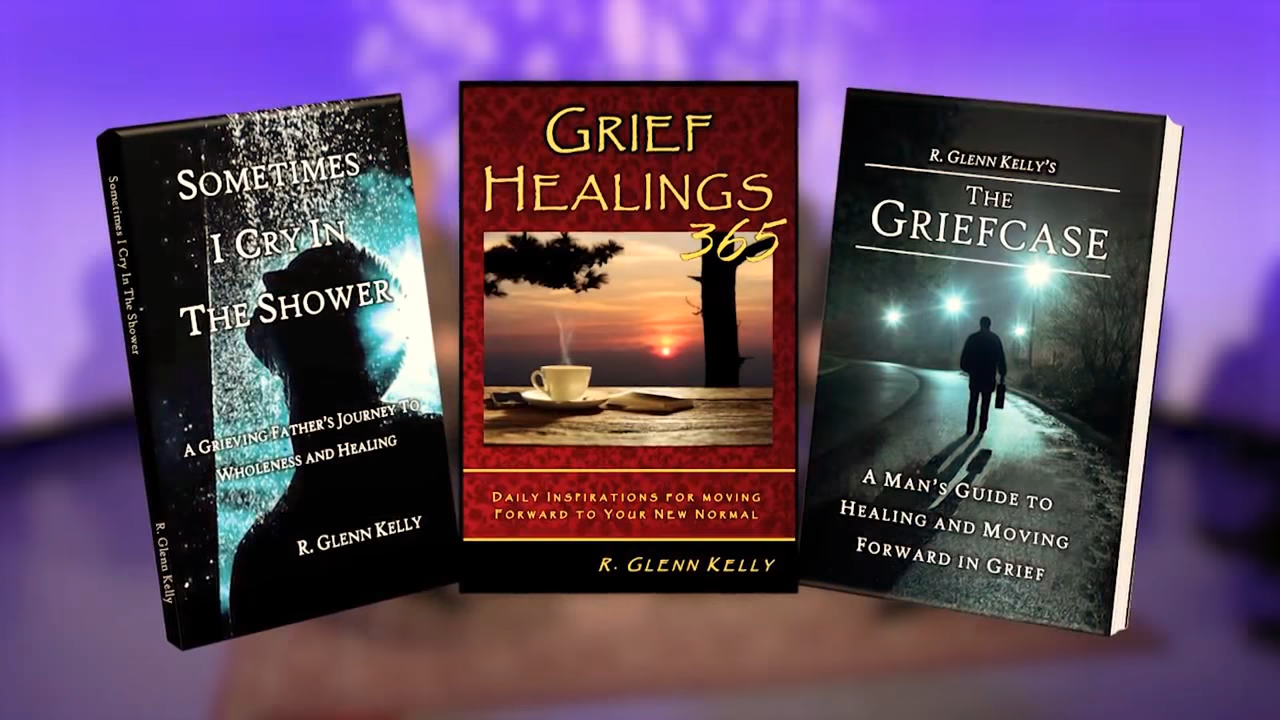 Sometimes I Cry In The Shower
R. Glenn Kelly
SOMETIMES
I CRY IN
THE SHOWER
A GRIEVING FATHER'S JOURNEY TO
WHOLENESS AND HEALING
R. GLENN KELLY
GRIEF
HEALINGS
365
DAILY INSPIRATIONS FOR MOVING
FORWARD TO YOUR NEW NORMAL
R. GLENN KELLY
R. GLENN KELLY'S
THE
GRIEFCASE
A MAN'S GUIDE TO
HEALING AND MOVING
FORWARD IN GRIEF